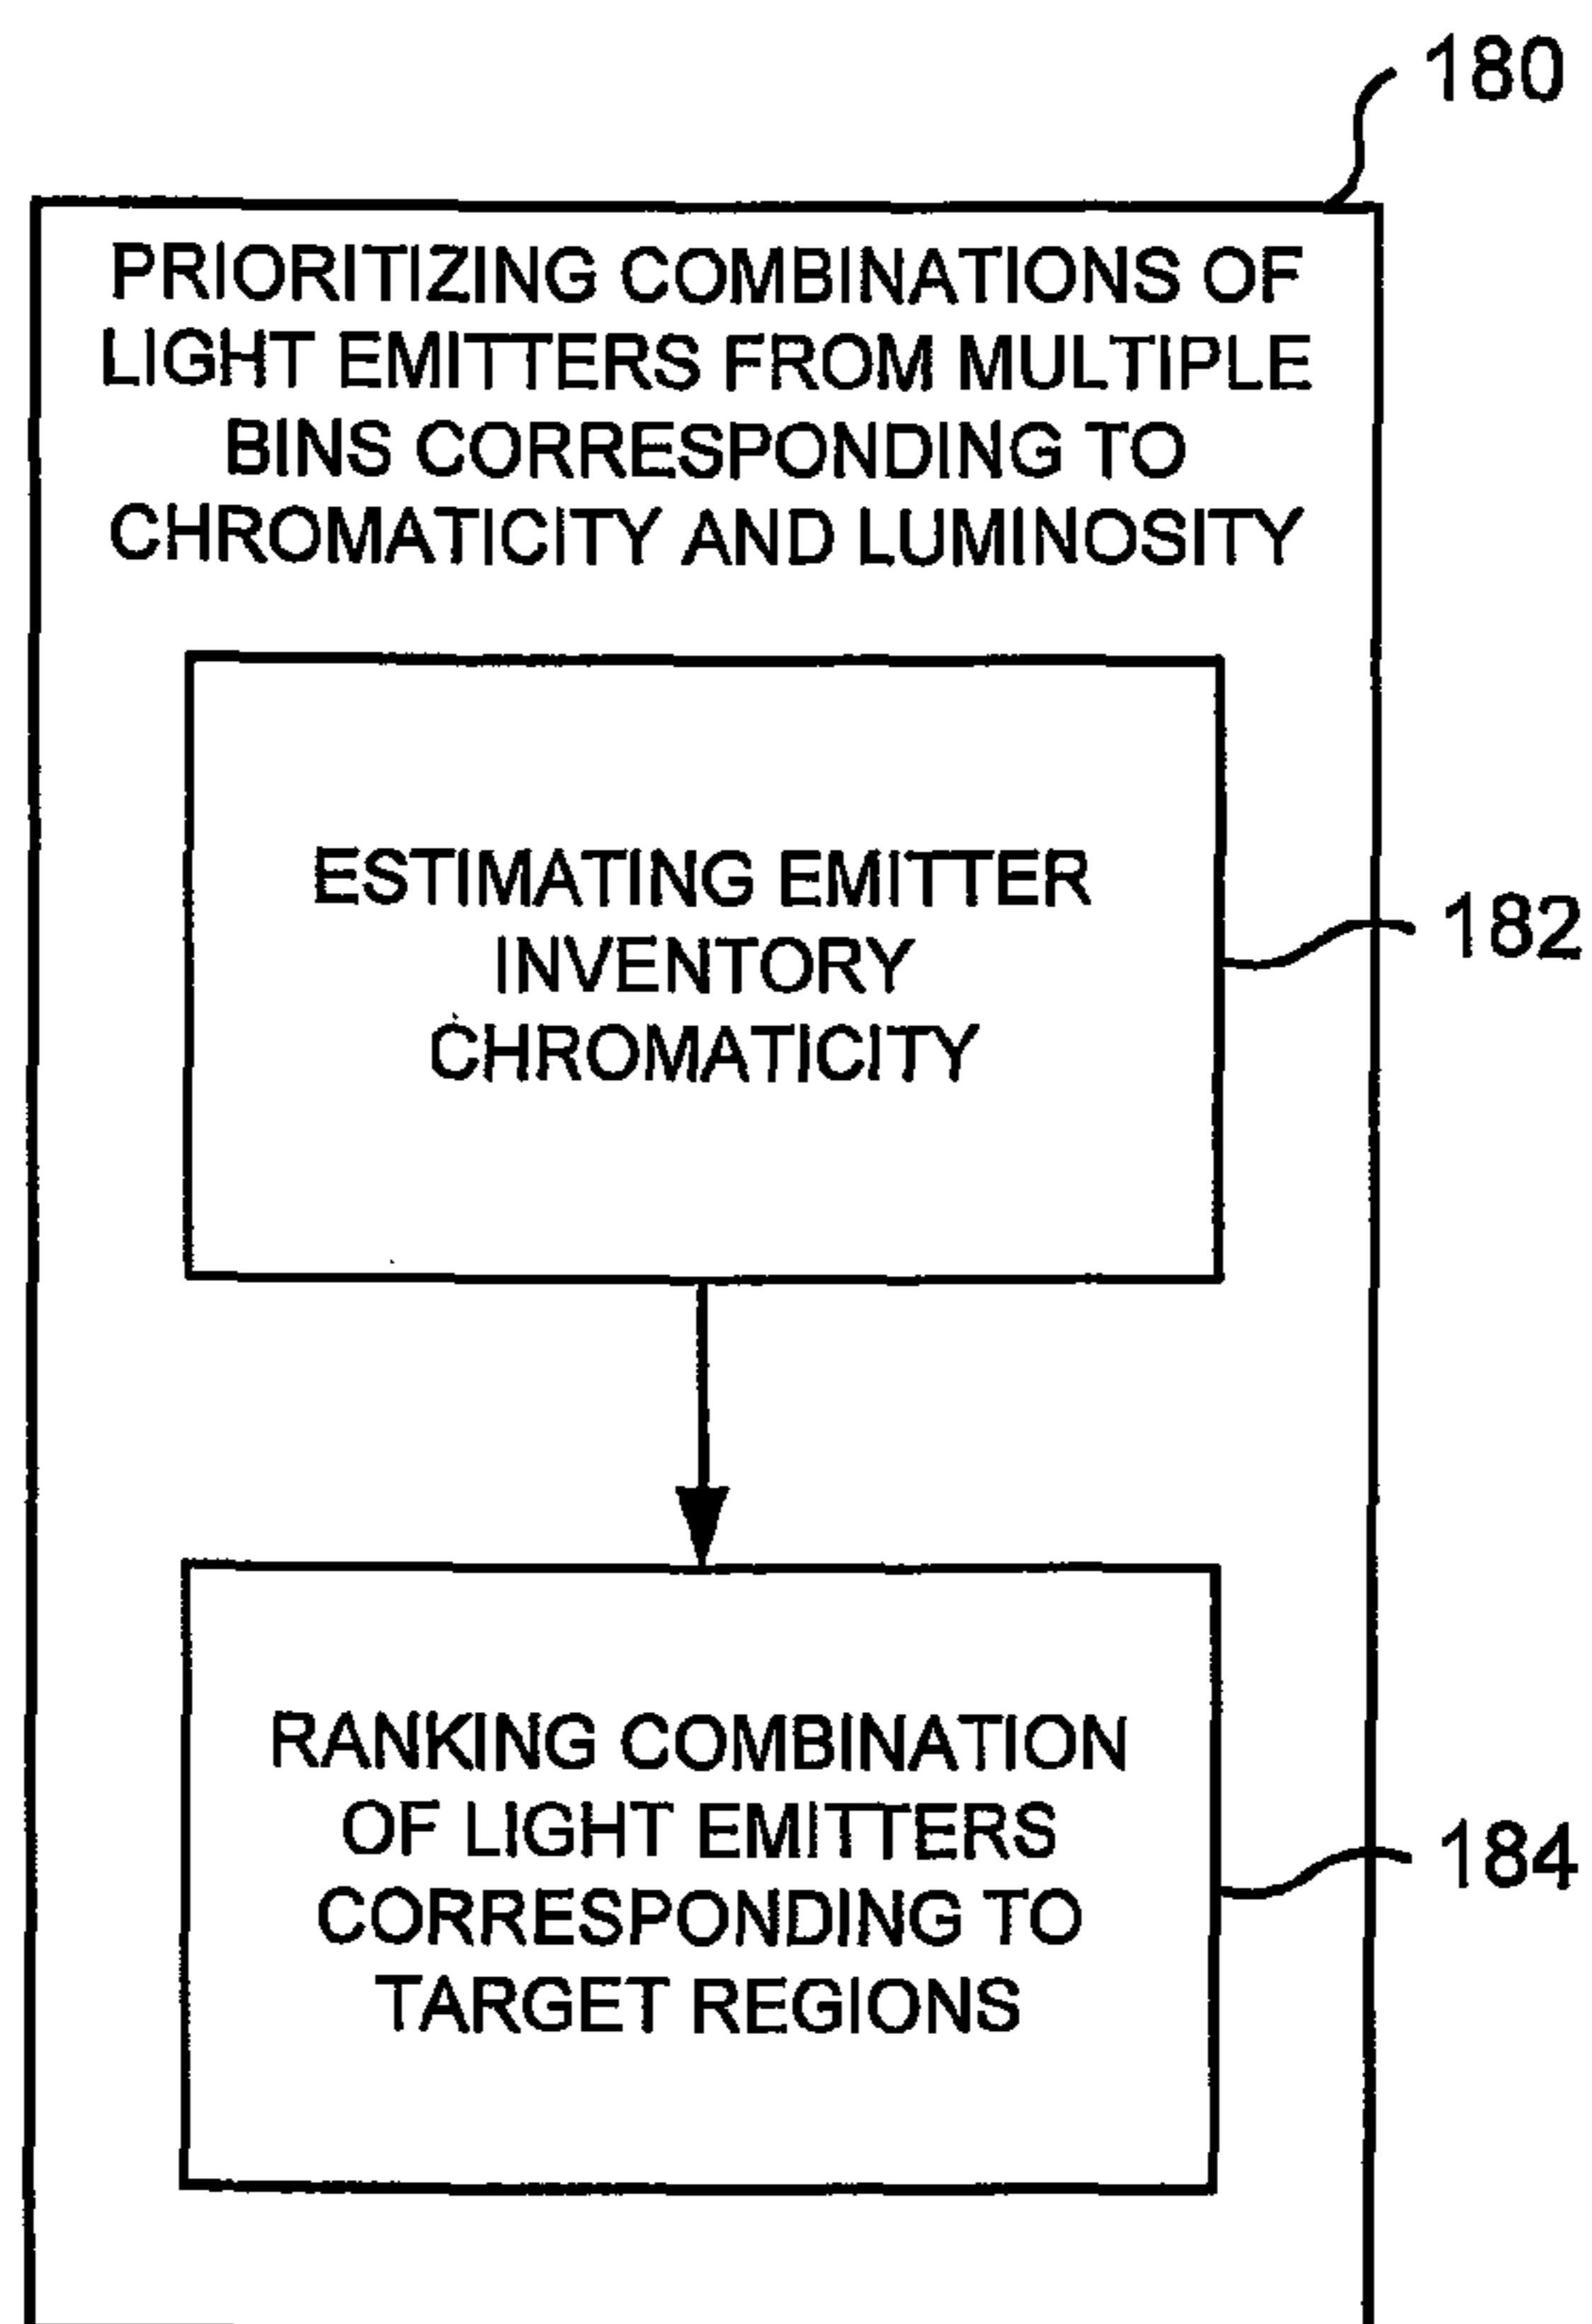 180
PRIORITIZING COMBINATIONS OF
LIGHT EMITTERS FROM MULTIPLE
BINS CORRESPONDING TO
CHROMATICITY AND LUMINOSITY
ESTIMATING EMITTER
INVENTORY
CHROMATICITY
182
RANKING COMBINATION
OF LIGHT EMITTERS
CORRESPONDING TO
TARGET REGIONS
184